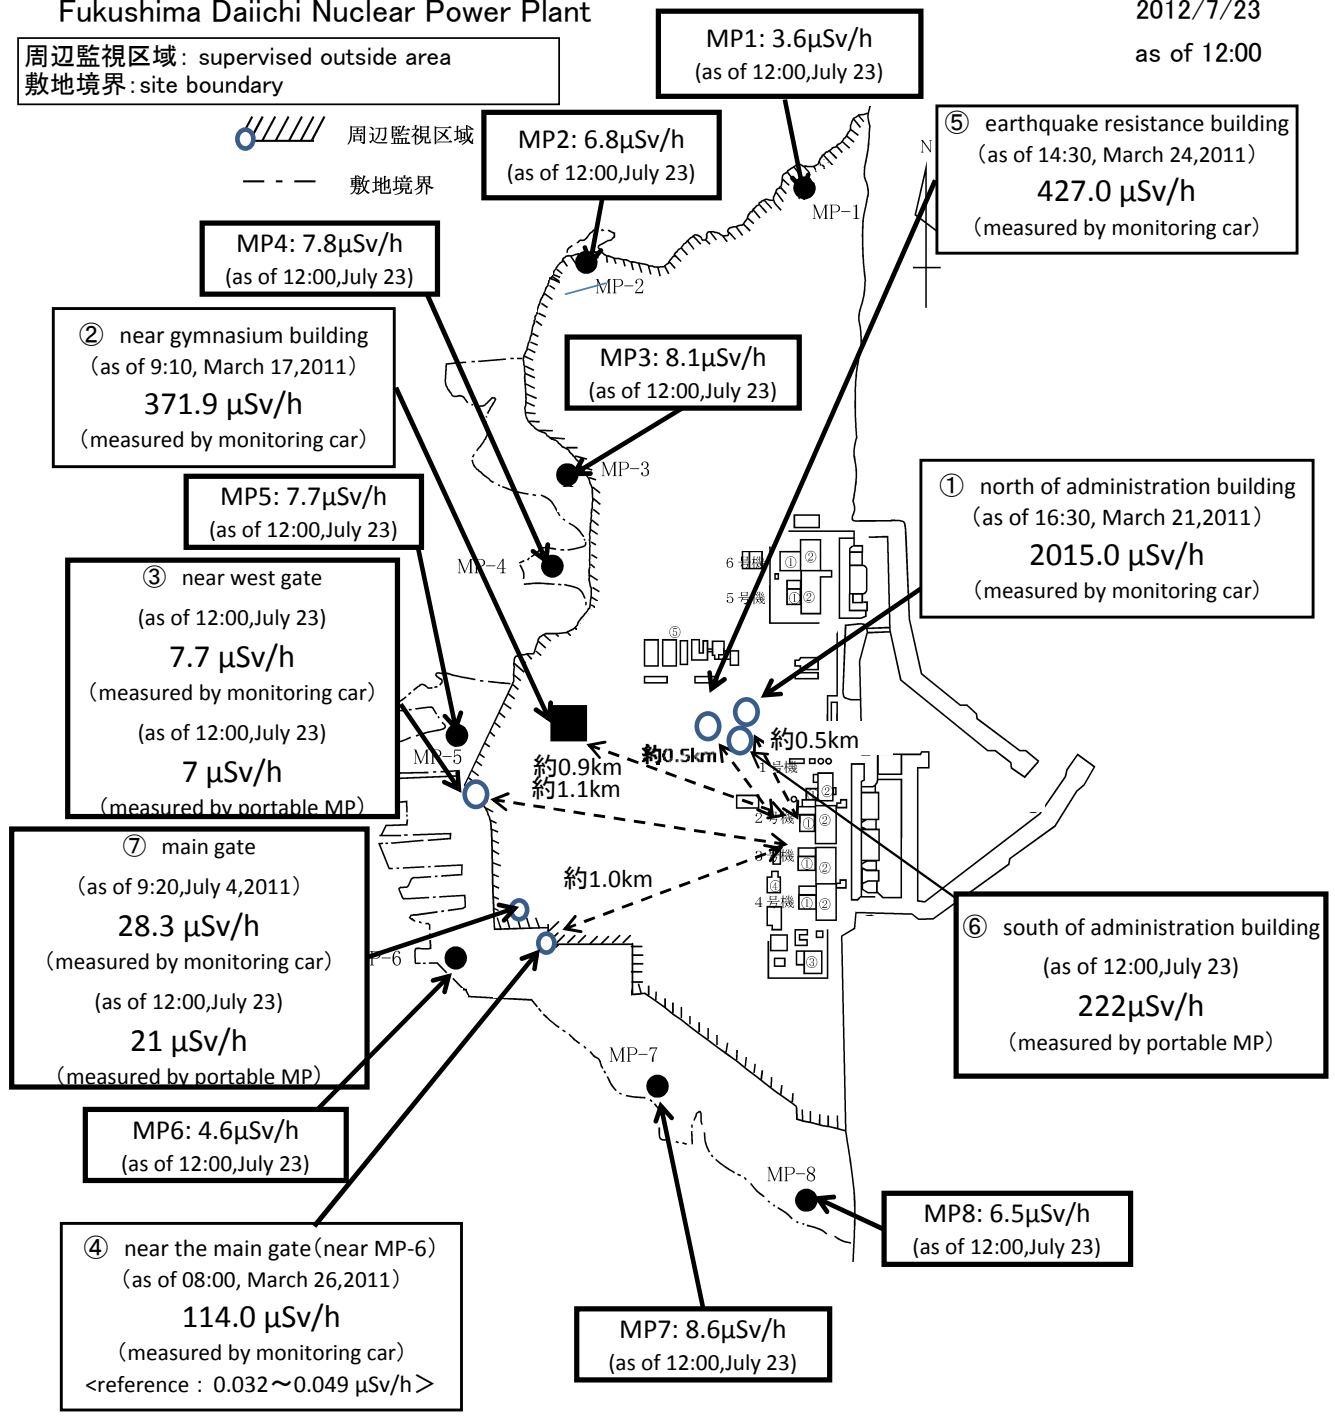 Fukushima Daiichi Nuclear Power Plant
2012/7/23
as of 12:00
周辺監視区域: supervised outside area
敷地境界:site boundary
周辺監視区域
敷地境界
MP1: 3.6μSv/h
(as of 12:00,July 23)
MP2: 6.8μSv/h
(as of 12:00,July 23)
⑤ earthquake resistance building
(as of 14:30, March 24,2011)
427.0 μSv/h
(measured by monitoring car)
N
MP-1
MP4: 7.8μSv/h
(as of 12:00,July 23)
MP-2
② near gymnasium building
(as of 9:10, March 17,2011)
371.9 μSv/h
(measured by monitoring car)
MP3: 8.1μSv/h
(as of 12:00,July 23)
MP-3
MP5: 7.7μSv/h
(as of 12:00,July 23)
① north of administration building
(as of 16:30, March 21,2011)
2015.0 μSv/h
(measured by monitoring car)
MP-4
6号機
① ②
5号機
① ②
⑤
③ near west gate
(as of 12:00,July 23)
7.7 μSv/h
(measured by monitoring car)
(as of 12:00,July 23)
7 μSv/h
(measured by portable MP)
MP-5
約0.9km
約1.1km
約0.5km
約0.5km
1号機
②
2号機
① ②
3号機
① ②
④
4号機
① ②
③
約1.0km
⑦ main gate
(as of 9:20,July 4,2011)
28.3 μSv/h
(measured by monitoring car)
(as of 12:00,July 23)
21 μSv/h
(measured by portable MP)
P-6
⑥ south of administration building
(as of 12:00,July 23)
222μSv/h
(measured by portable MP)
MP-7
MP6: 4.6μSv/h
(as of 12:00,July 23)
MP-8
MP8: 6.5μSv/h
(as of 12:00,July 23)
④ near the main gate(near MP-6)
(as of 08:00, March 26,2011)
114.0 μSv/h
(measured by monitoring car)
<reference : 0.032~0.049 μSv/h>
MP7: 8.6μSv/h
(as of 12:00,July 23)